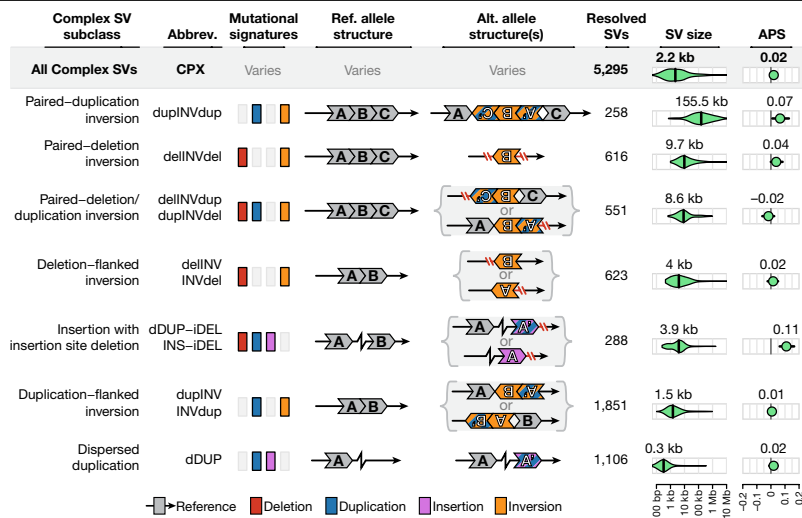 Complex SV subclass Abbrev. Mutational signatures Ref. allele structure Alt. allele structure(s) Resolved SVs SV size APS
All Complex SVs CPX Varies Varies Varies 5,295 2.2 kb 0.02
Paired–duplication inversion dupINVdup A B C A C' B A' C 258 155.5 kb 0.07
Paired–deletion inversion delINVdel A B C B 616 9.7 kb 0.04
Paired–deletion/ duplication inversion delINVdup dupINVdel A B C C' B C or A B A' 551 8.6 kb −0.02
Deletion–flanked inversion delINV INVdel A B B or A 623 4 kb 0.02
Insertion with insertion site deletion dDUP–iDEL INS–iDEL A B A A' or A 288 3.9 kb 0.11
Duplication–flanked inversion dupINV INVdup A B A B A' or B' A B 1,851 1.5 kb 0.01
Dispersed duplication dDUP A A A' 1,106 0.3 kb 0.02
Reference Deletion Duplication Insertion Inversion
00 bp 1 kb 10 kb 00 kb 1 Mb 10 Mb −0.2 −0.1 0 0.1 0.2